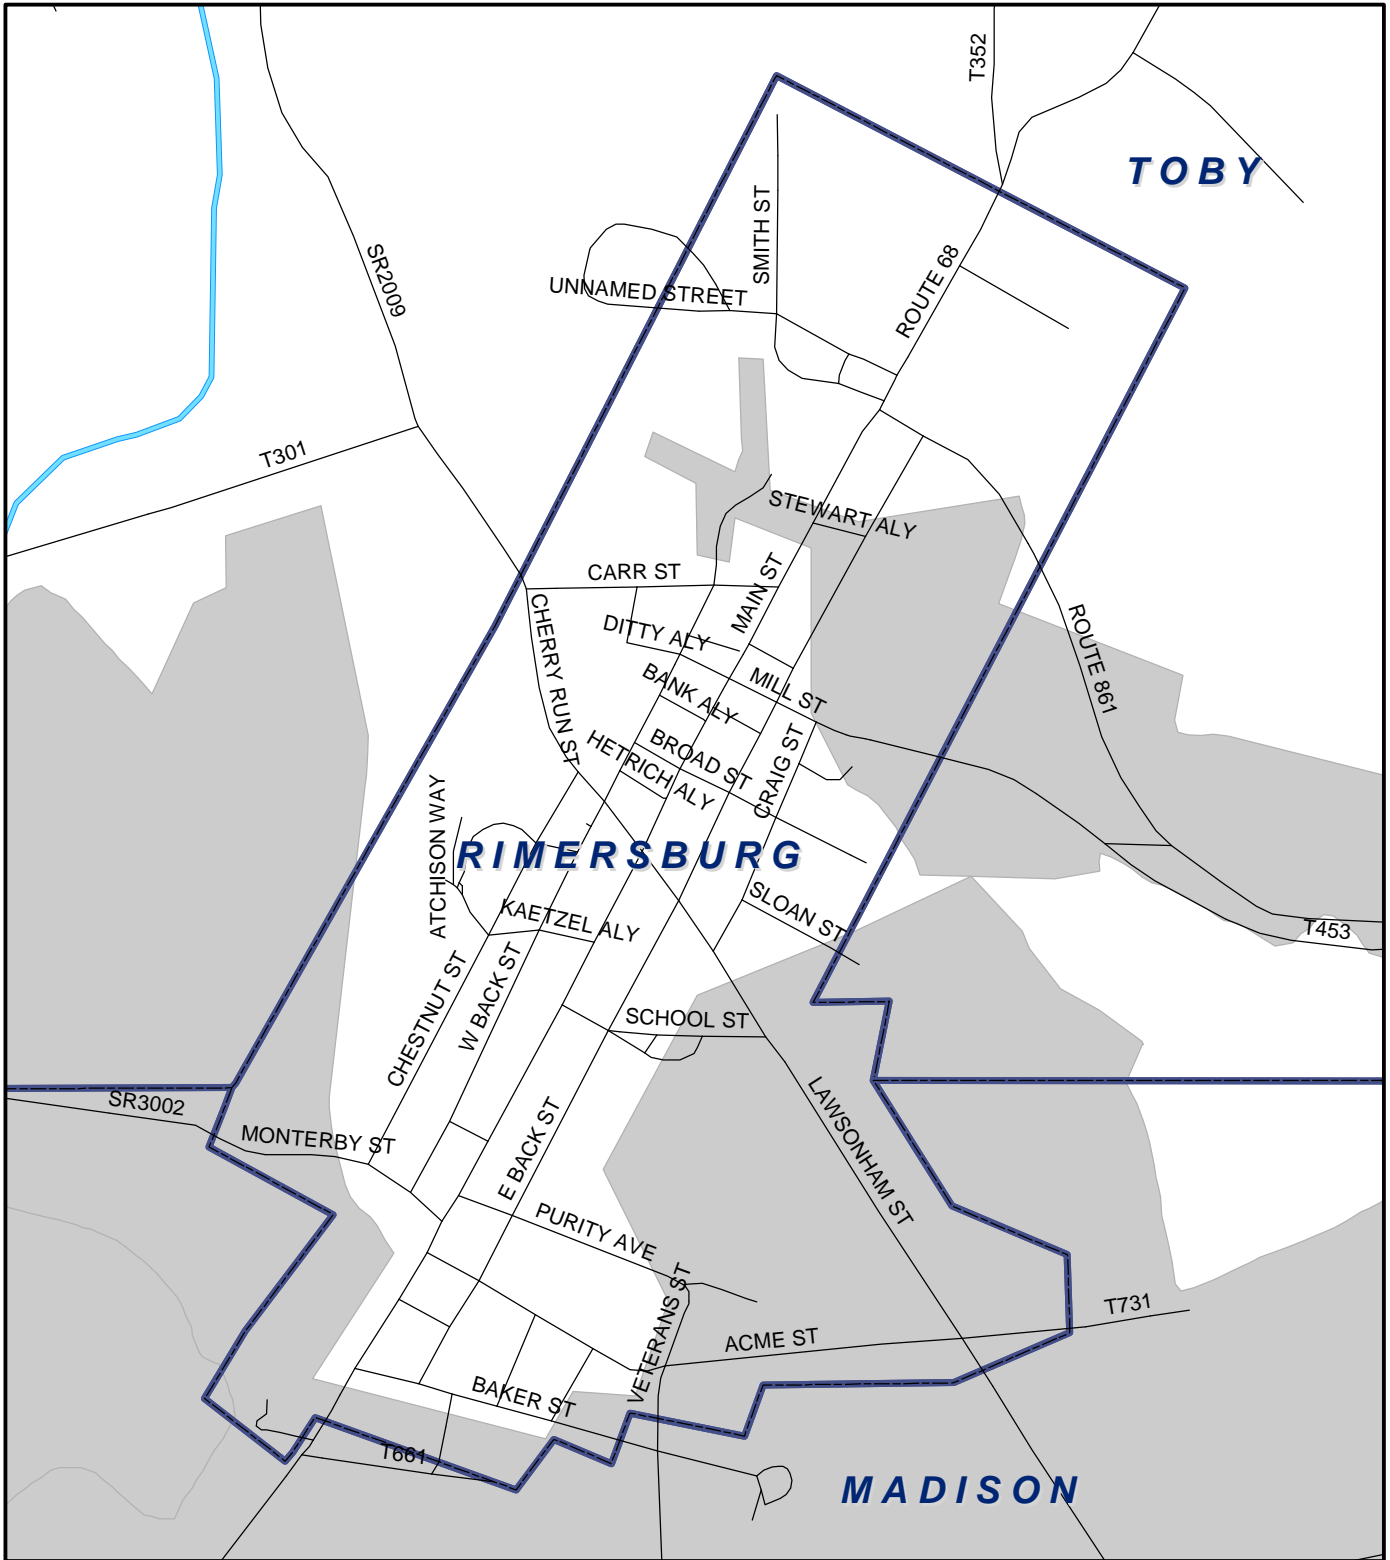 T352
TOBY
SMITH ST
SR2009
ROUTE 68
UNNAMED STREET
T301
STEWART ALY
CARR ST
MAIN ST
CHERRY RUN ST
DITTY ALY
ROUTE 861
BANK ALY
MILL ST
HETRICH ALY
BROAD ST
CRAIG ST
ATCHISON WAY
RIMERSBURG
KAETZEL ALY
SLOAN ST
T453
CHESTNUT ST
W BACK ST
SCHOOL ST
SR3002
MONTERBY ST
E BACK ST
LAWSONHAM ST
PURITY AVE
VETERANS ST
T731
ACME ST
BAKER ST
T661
MADISON